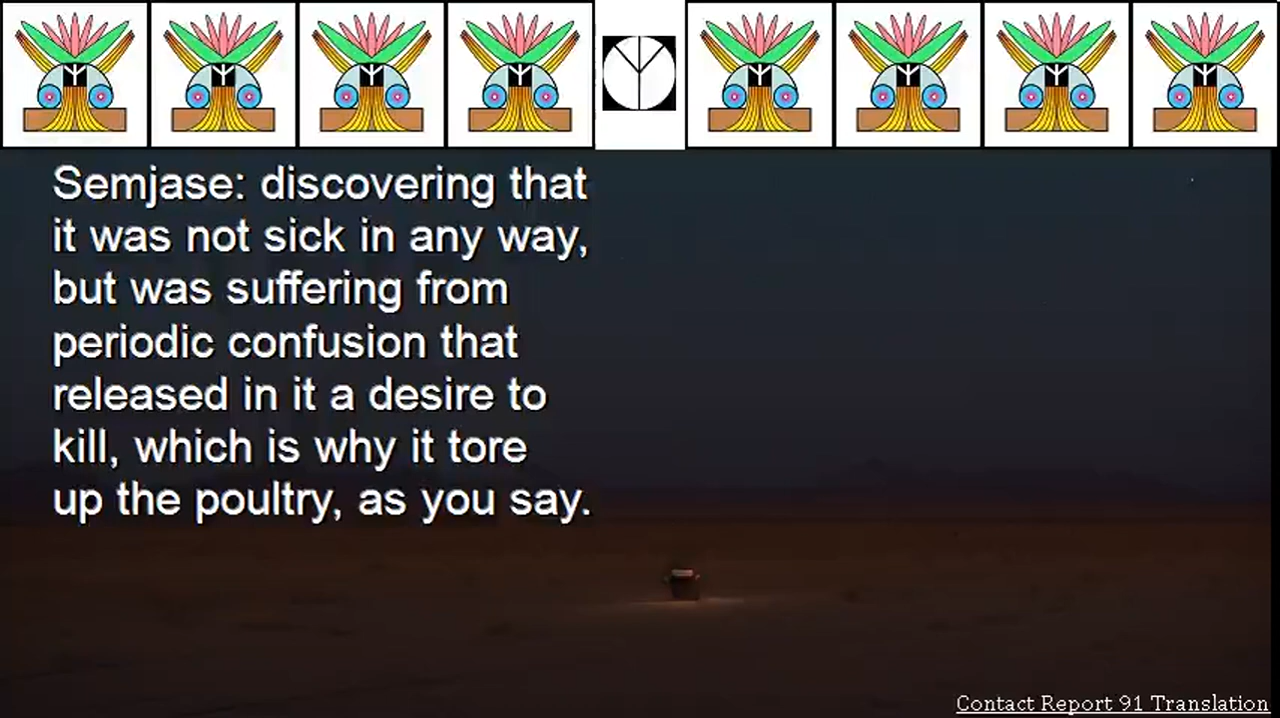 Semjase: discovering that
it was not sick in any way,
but was suffering from
periodic confusion that
released in it a desire to
kill, which is why it tore
up the poultry, as you say.
Contact Report 91 Translation